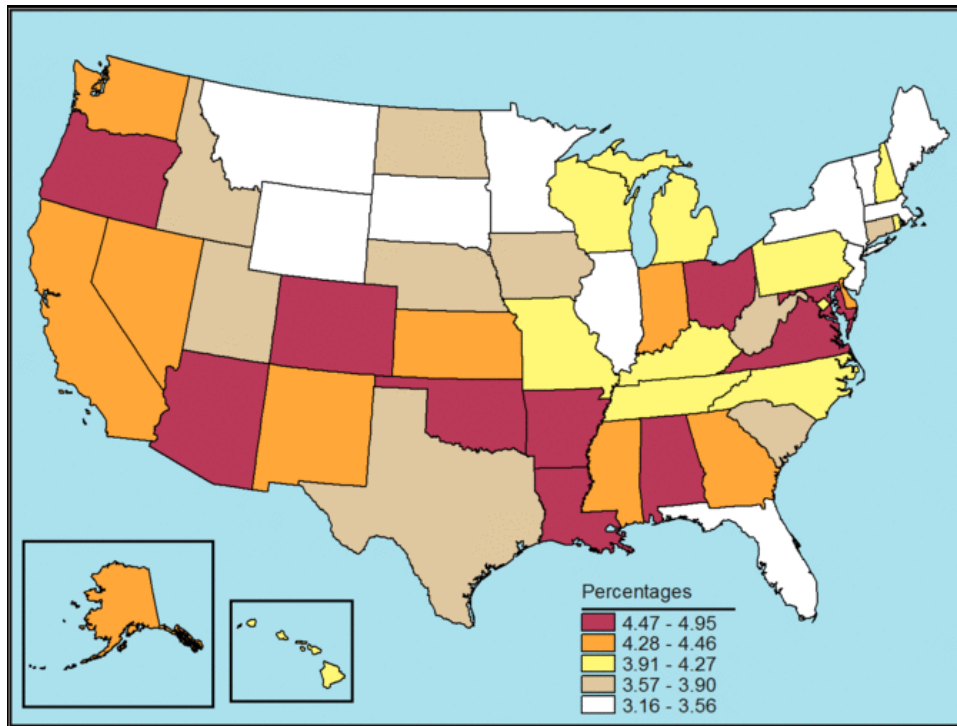 Percentages
4.47 - 4.95
4.28 - 4.46
3.91 - 4.27
3.57 - 3.90
3.16 - 3.56